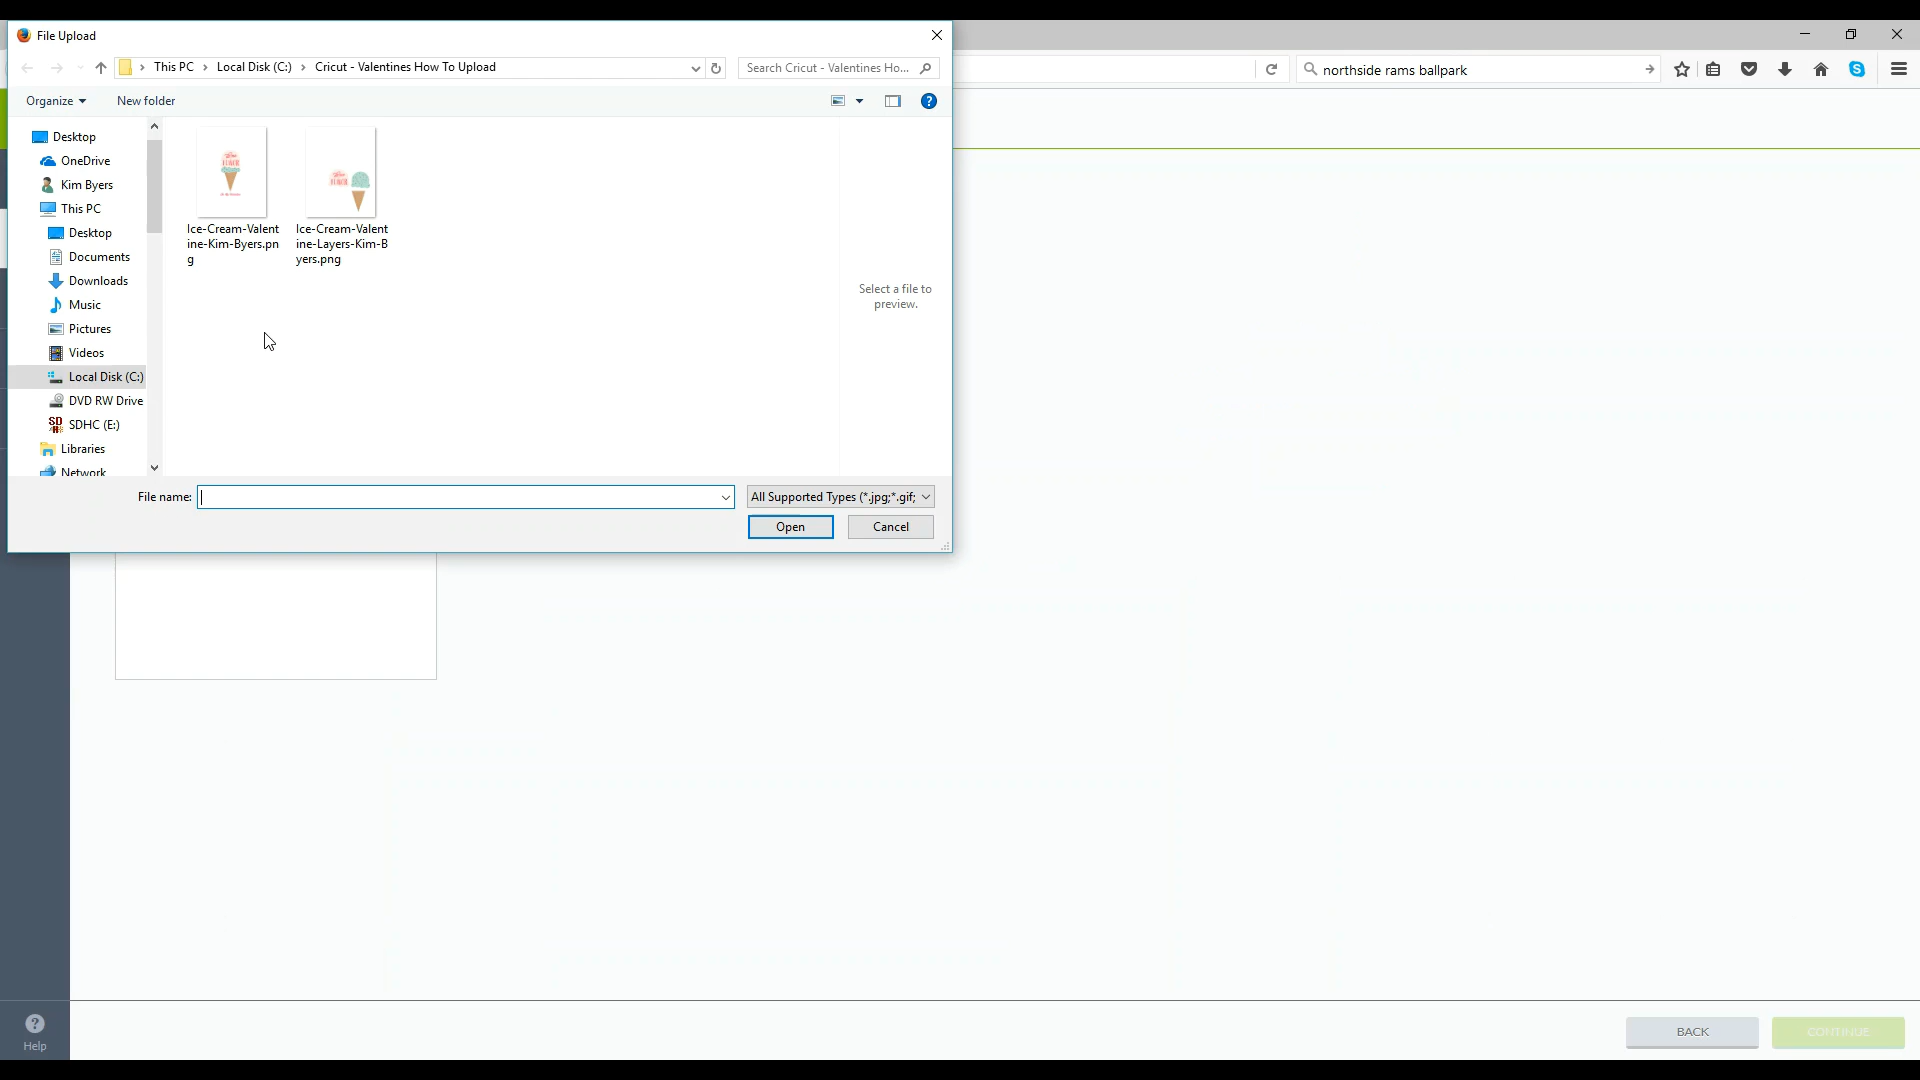 File Upload
This PC > Local Disk (C:) > Cricut - Valentines How To Upload
Search Cricut - Valentines Ho...
northside rams ballpark
Organize
New folder
Desktop
OneDrive
Kim Byers
This PC
Desktop
Documents
Downloads
Music
Pictures
Videos
Local Disk (C:)
DVD RW Drive
SDHC (E:)
Libraries
Network
Ice-Cream-Valent
ine-Kim-Byers.pn
g
Ice-Cream-Valent
ine-Layers-Kim-B
yers.png
Select a file to
preview.
File name:
All Supported Types (*.jpg;*.gif;
Open
Cancel
Help
BACK
CONTINUE